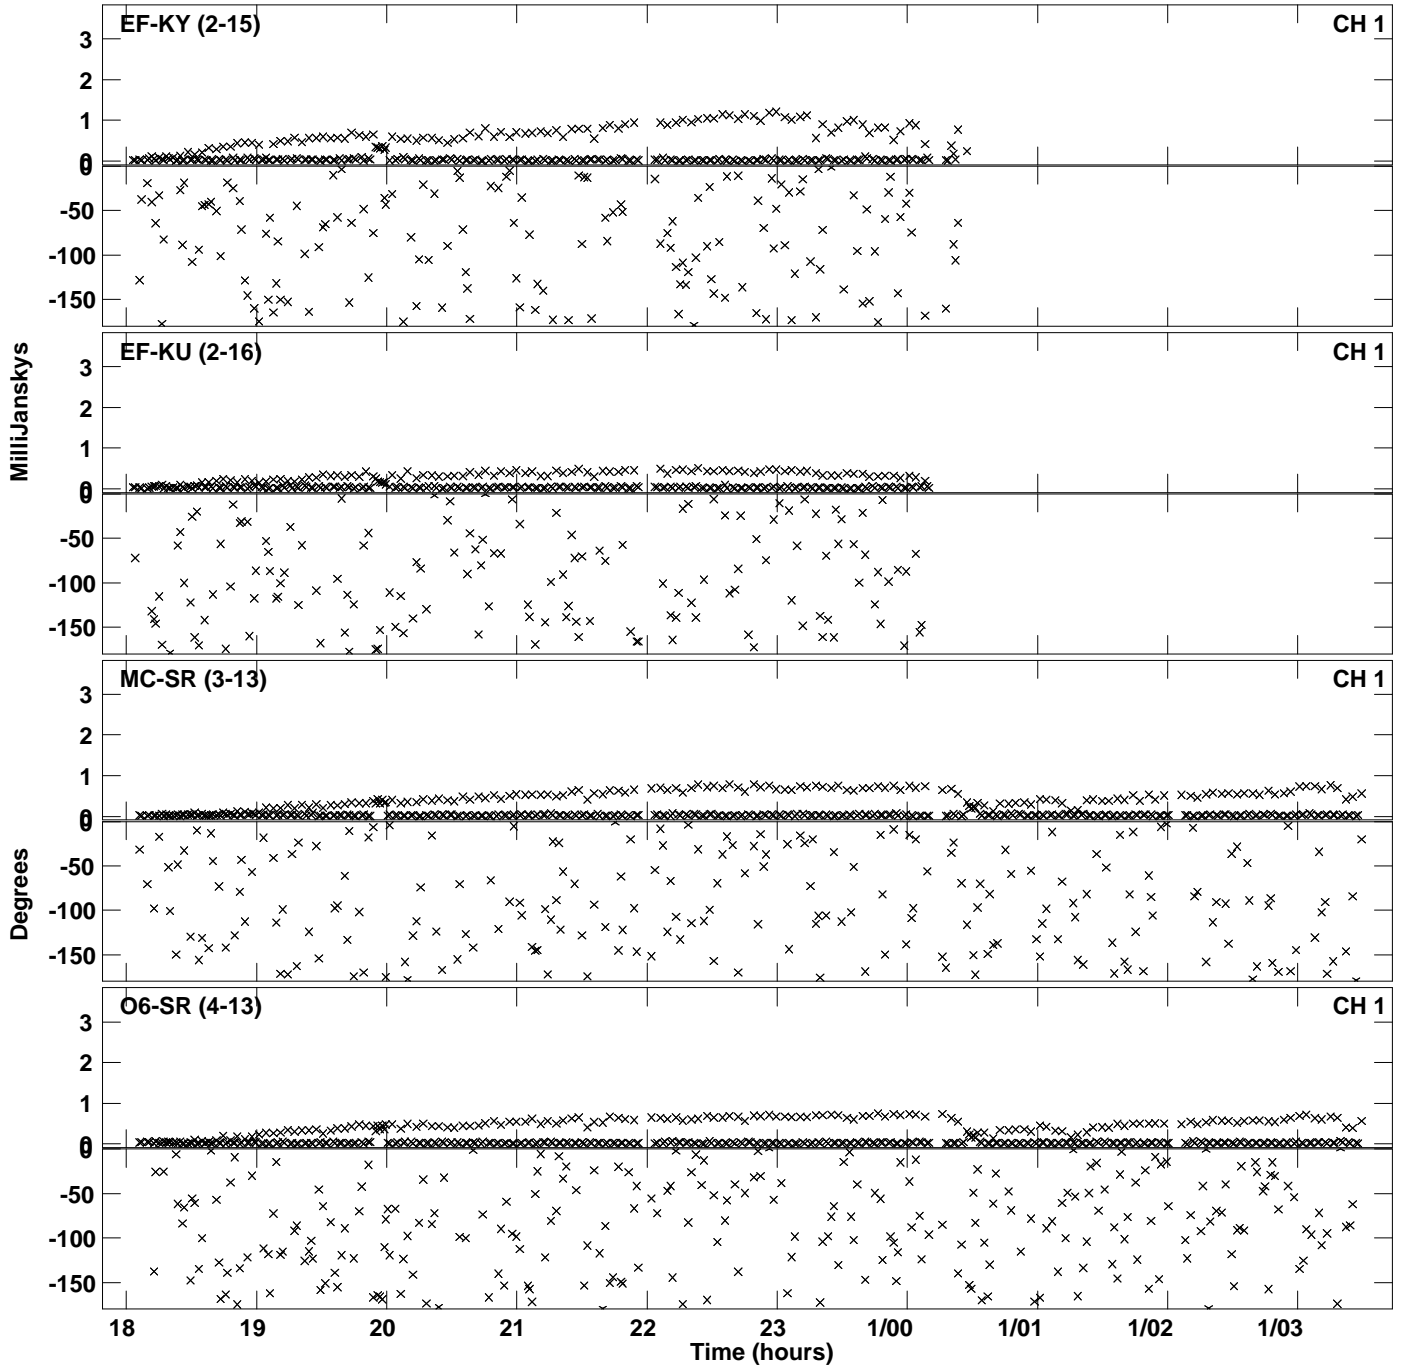 EF-KY (2-15)
CH 1
3
2
1
0
0
-50
-100
-150
EF-KU (2-16)
CH 1
3
2
1
0
0
-50
-100
-150
MilliJanskys
MC-SR (3-13)
CH 1
3
2
1
0
0
-50
-100
-150
Degrees
O6-SR (4-13)
CH 1
3
2
1
0
0
-50
-100
-150
18 19 20 21 22 23 1/00 1/01 1/02 1/03
Time (hours)